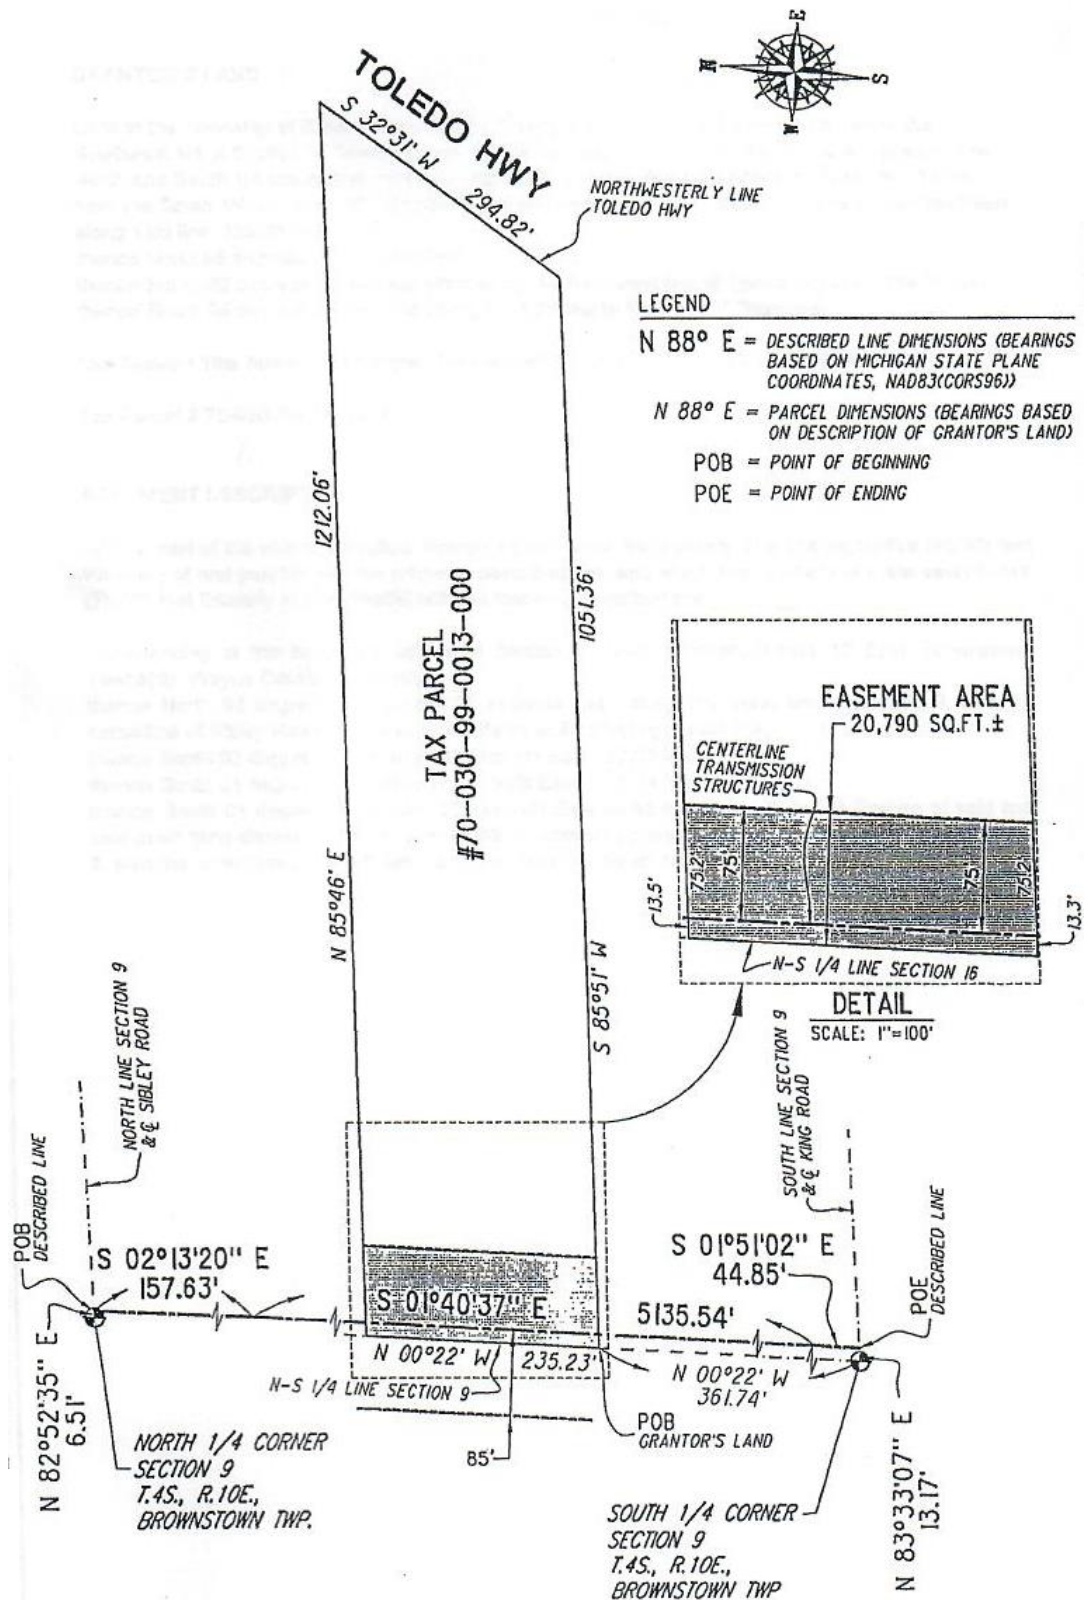 E
N
S
W
TOLEDO HWY
S 32°31' W 294.82'
NORTHWESTERLY LINE
TOLEDO HWY
LEGEND
N 88° E = DESCRIBED LINE DIMENSIONS (BEARINGS
BASED ON MICHIGAN STATE PLANE
COORDINATES, NAD83(CORS96))
N 88° E = PARCEL DIMENSIONS (BEARINGS BASED
ON DESCRIPTION OF GRANTOR'S LAND)
POB = POINT OF BEGINNING
POE = POINT OF ENDING
N 85°46' E 1212.06'
TAX PARCEL
#70-030-99-0013-000
S 85°51' W 1051.36'
EASEMENT AREA
20,790 SQ.FT.±
CENTERLINE
TRANSMISSION
STRUCTURES
75.2'
75'
75'
75.2'
13.5'
13.3'
N-S 1/4 LINE SECTION 16
DETAIL
SCALE: 1"=100'
NORTH LINE SECTION 9
& ℄ SIBLEY ROAD
SOUTH LINE SECTION 9
& ℄ KING ROAD
POB
DESCRIBED LINE
POE
DESCRIBED LINE
S 02°13'20" E
157.63'
S 01°40'37" E
5135.54'
S 01°51'02" E
44.85'
N 00°22' W 235.23'
N 00°22' W
361.74'
N-S 1/4 LINE SECTION 9
85'
POB
GRANTOR'S LAND
N 82°52'35" E
6.51'
NORTH 1/4 CORNER
SECTION 9
T.4S., R.10E.,
BROWNSTOWN TWP.
SOUTH 1/4 CORNER
SECTION 9
T.4S., R.10E.,
BROWNSTOWN TWP
N 83°33'07" E
13.17'